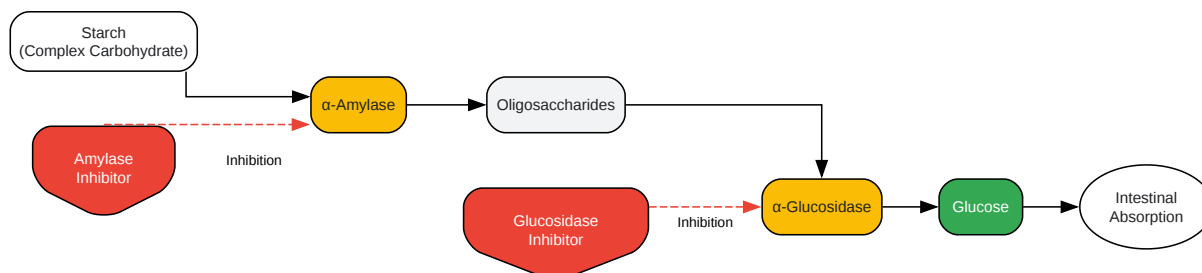 Starch
(Complex Carbohydrate)
α-Amylase
Oligosaccharides
Amylase
Inhibitor
Inhibition
Glucosidase
Inhibitor
Inhibition
α-Glucosidase
Glucose
Intestinal
Absorption